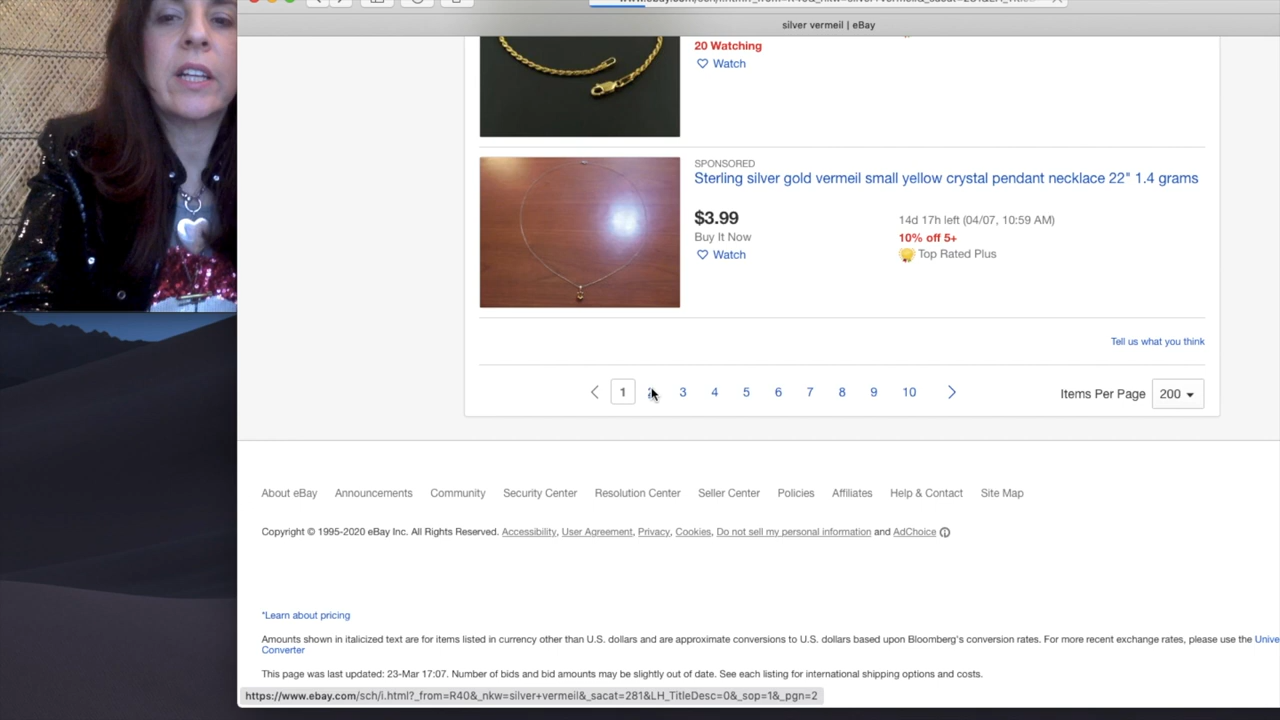 silver vermeil | eBay
20 Watching
Watch
SPONSORED
Sterling silver gold vermeil small yellow crystal pendant necklace 22" 1.4 grams
$3.99
14d 17h left (04/07, 10:59 AM)
Buy It Now
10% off 5+
Watch
Top Rated Plus
Tell us what you think
1 3 4 5 6 7 8 9 10
Items Per Page 200
About eBay Announcements Community Security Center Resolution Center Seller Center Policies Affiliates Help & Contact Site Map
Copyright © 1995-2020 eBay Inc. All Rights Reserved. Accessibility, User Agreement, Privacy, Cookies, Do not sell my personal information and AdChoice
*Learn about pricing
Amounts shown in italicized text are for items listed in currency other than U.S. dollars and are approximate conversions to U.S. dollars based upon Bloomberg's conversion rates. For more recent exchange rates, please use the
Converter
This page was last updated: 23-Mar 17:07. Number of bids and bid amounts may be slightly out of date. See each listing for international shipping options and costs.
https://www.ebay.com/sch/i.html?_from=R40&_nkw=silver+vermeil&_sacat=281&LH_TitleDesc=0&_sop=1&_pgn=2